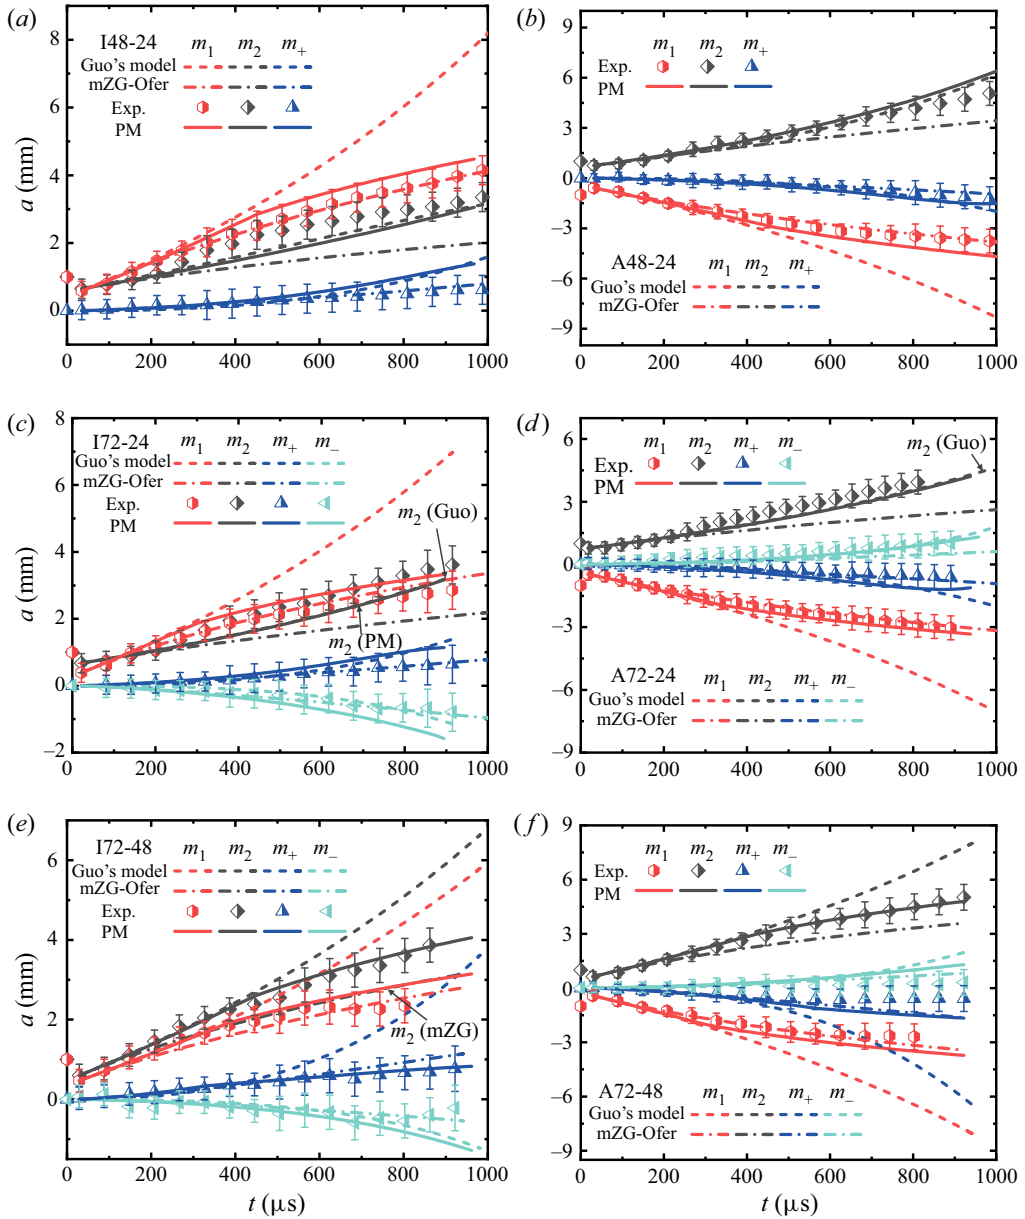 (a)
I48-24
m₁ m₂ m₊
Guo's model
mZG-Ofer
Exp.
PM
a (mm)
8
6
4
2
0
0 200 400 600 800 1000
(b)
m₁ m₂ m₊
Exp.
PM
A48-24
m₁ m₂ m₊
Guo's model
mZG-Ofer
9
6
3
0
−3
−6
−9
0 200 400 600 800 1000
(c)
I72-24
m₁ m₂ m₊ m₋
Guo's model
mZG-Ofer
Exp.
PM
m₂ (Guo)
m₂ (PM)
a (mm)
8
6
4
2
0
−2
0 200 400 600 800 1000
(d)
m₁ m₂ m₊ m₋
Exp.
PM
m₂ (Guo)
A72-24
m₁ m₂ m₊ m₋
Guo's model
mZG-Ofer
6
3
0
−3
−6
−9
0 200 400 600 800 1000
(e)
I72-48
m₁ m₂ m₊ m₋
Guo's model
mZG-Ofer
Exp.
PM
m₂ (mZG)
a (mm)
6
4
2
0
0 200 400 600 800 1000
t (μs)
(f)
m₁ m₂ m₊ m₋
Exp.
PM
A72-48
m₁ m₂ m₊ m₋
Guo's model
mZG-Ofer
9
6
3
0
−3
−6
−9
0 200 400 600 800 1000
t (μs)